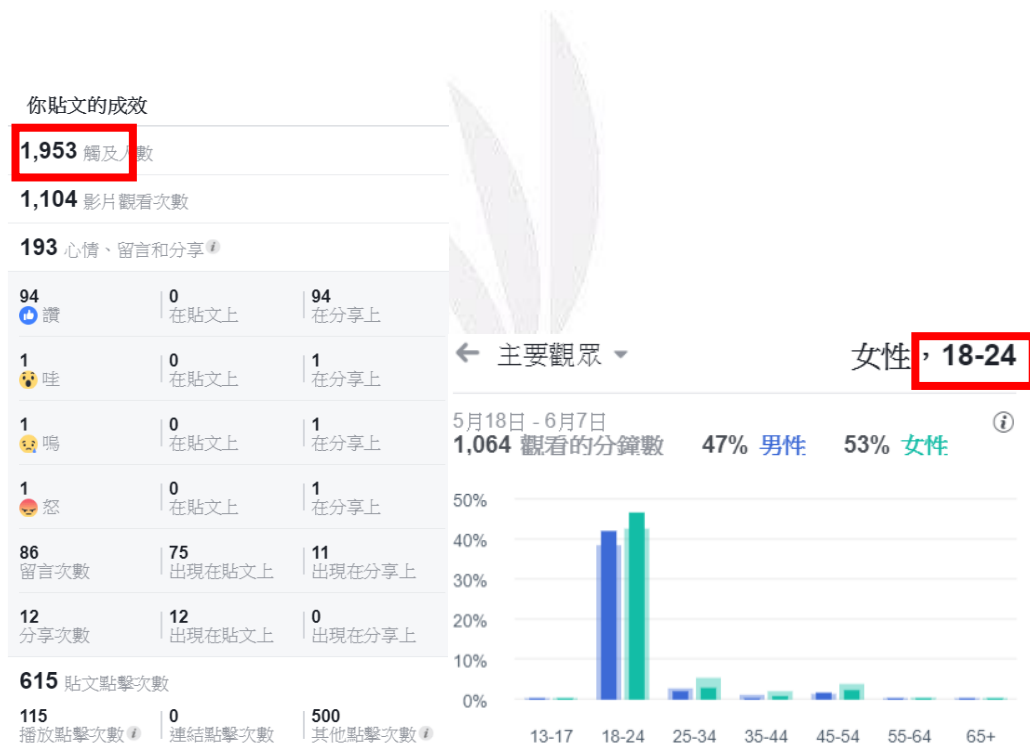 你貼文的成效
1,953 觸及人數
1,104 影片觀看次數
193 心情、留言和分享
94 0 94
讚 在貼文上 在分享上
1 0 1
哇 在貼文上 在分享上
1 0 1
嗚 在貼文上 在分享上
1 0 1
怒 在貼文上 在分享上
86 75 11
留言次數 出現在貼文上 出現在分享上
12 12 0
分享次數 出現在貼文上 出現在分享上
615 貼文點擊次數
115 0 500
播放點擊次數 連結點擊次數 其他點擊次數
主要觀眾 女性,18-24
5月18日 - 6月7日
1,064 觀看的分鐘數 47% 男性 53% 女性
50%
40%
30%
20%
10%
0%
13-17 18-24 25-34 35-44 45-54 55-64 65+